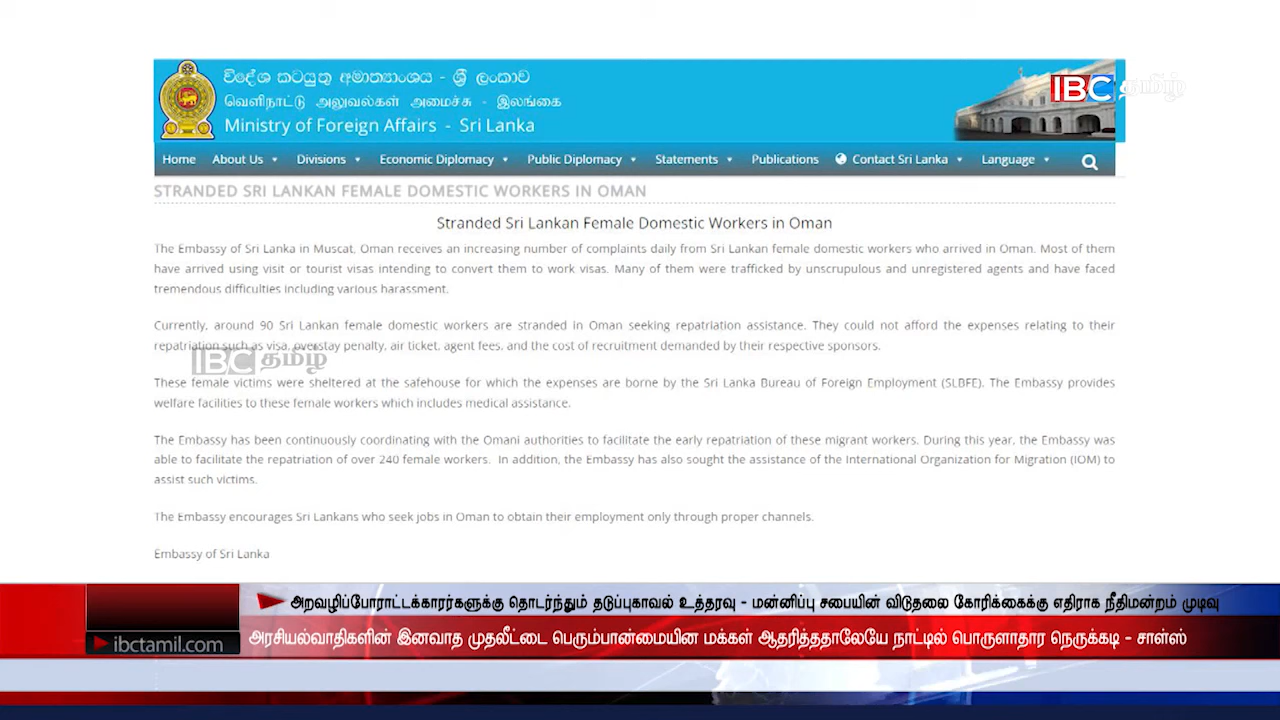 විදේශ කටයුතු අමාත්‍යාංශය - ශ්‍රී ලංකාව
வெளிநாட்டு அலுவல்கள் அமைச்சு - இலங்கை
Ministry of Foreign Affairs - Sri Lanka
IBC தமிழ்
Home About Us Divisions Economic Diplomacy Public Diplomacy Statements Publications Contact Sri Lanka Language
STRANDED SRI LANKAN FEMALE DOMESTIC WORKERS IN OMAN
Stranded Sri Lankan Female Domestic Workers in Oman
The Embassy of Sri Lanka in Muscat, Oman receives an increasing number of complaints daily from Sri Lankan female domestic workers who arrived in Oman. Most of them
have arrived using visit or tourist visas intending to convert them to work visas. Many of them were trafficked by unscrupulous and unregistered agents and have faced
tremendous difficulties including various harassment.
Currently, around 90 Sri Lankan female domestic workers are stranded in Oman seeking repatriation assistance. They could not afford the expenses relating to their
repatriation such as visa, overstay penalty, air ticket, agent fees, and the cost of recruitment demanded by their respective sponsors.
IBC தமிழ்
These female victims were sheltered at the safehouse for which the expenses are borne by the Sri Lanka Bureau of Foreign Employment (SLBFE). The Embassy provides
welfare facilities to these female workers which includes medical assistance.
The Embassy has been continuously coordinating with the Omani authorities to facilitate the early repatriation of these migrant workers. During this year, the Embassy was
able to facilitate the repatriation of over 240 female workers. In addition, the Embassy has also sought the assistance of the International Organization for Migration (IOM) to
assist such victims.
The Embassy encourages Sri Lankans who seek jobs in Oman to obtain their employment only through proper channels.
Embassy of Sri Lanka
அறவழிப்போராட்டக்காரர்களுக்கு தொடர்ந்தும் தடுப்புகாவல் உத்தரவு - மன்னிப்பு சபையின் விடுதலை கோரிக்கைக்கு எதிராக நீதிமன்றம் முடிவு
ibctamil.com
அரசியல்வாதிகளின் இனவாத முதலீட்டை பெரும்பான்மையின மக்கள் ஆதரித்ததாலேயே நாட்டில் பொருளாதார நெருக்கடி - சாள்ஸ்